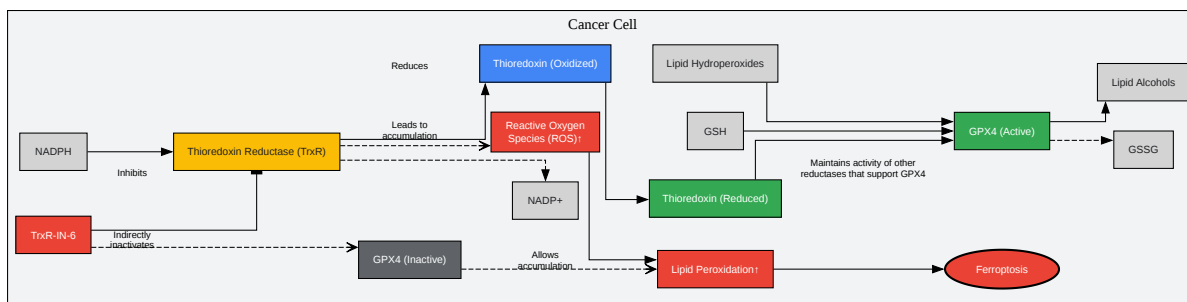 Cancer Cell
Thioredoxin (Oxidized)
Lipid Hydroperoxides
Reduces
Lipid Alcohols
Reactive Oxygen
Species (ROS)↑
Leads to
accumulation
GSH
GPX4 (Active)
NADPH
Thioredoxin Reductase (TrxR)
GSSG
Inhibits
Maintains activity of other
reductases that support GPX4
NADP+
Thioredoxin (Reduced)
TrxR-IN-6
Indirectly
inactivates
GPX4 (Inactive)
Allows
accumulation
Lipid Peroxidation↑
Ferroptosis